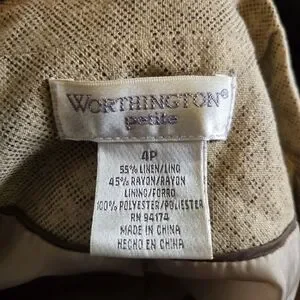 WORTHINGTON®
petite
4P
55% LINEN/LINO
45% RAYON/RAYON
LINING/FORRO
100% POLYESTER/POLIESTER
RN 94174
MADE IN CHINA
HECHO EN CHINA